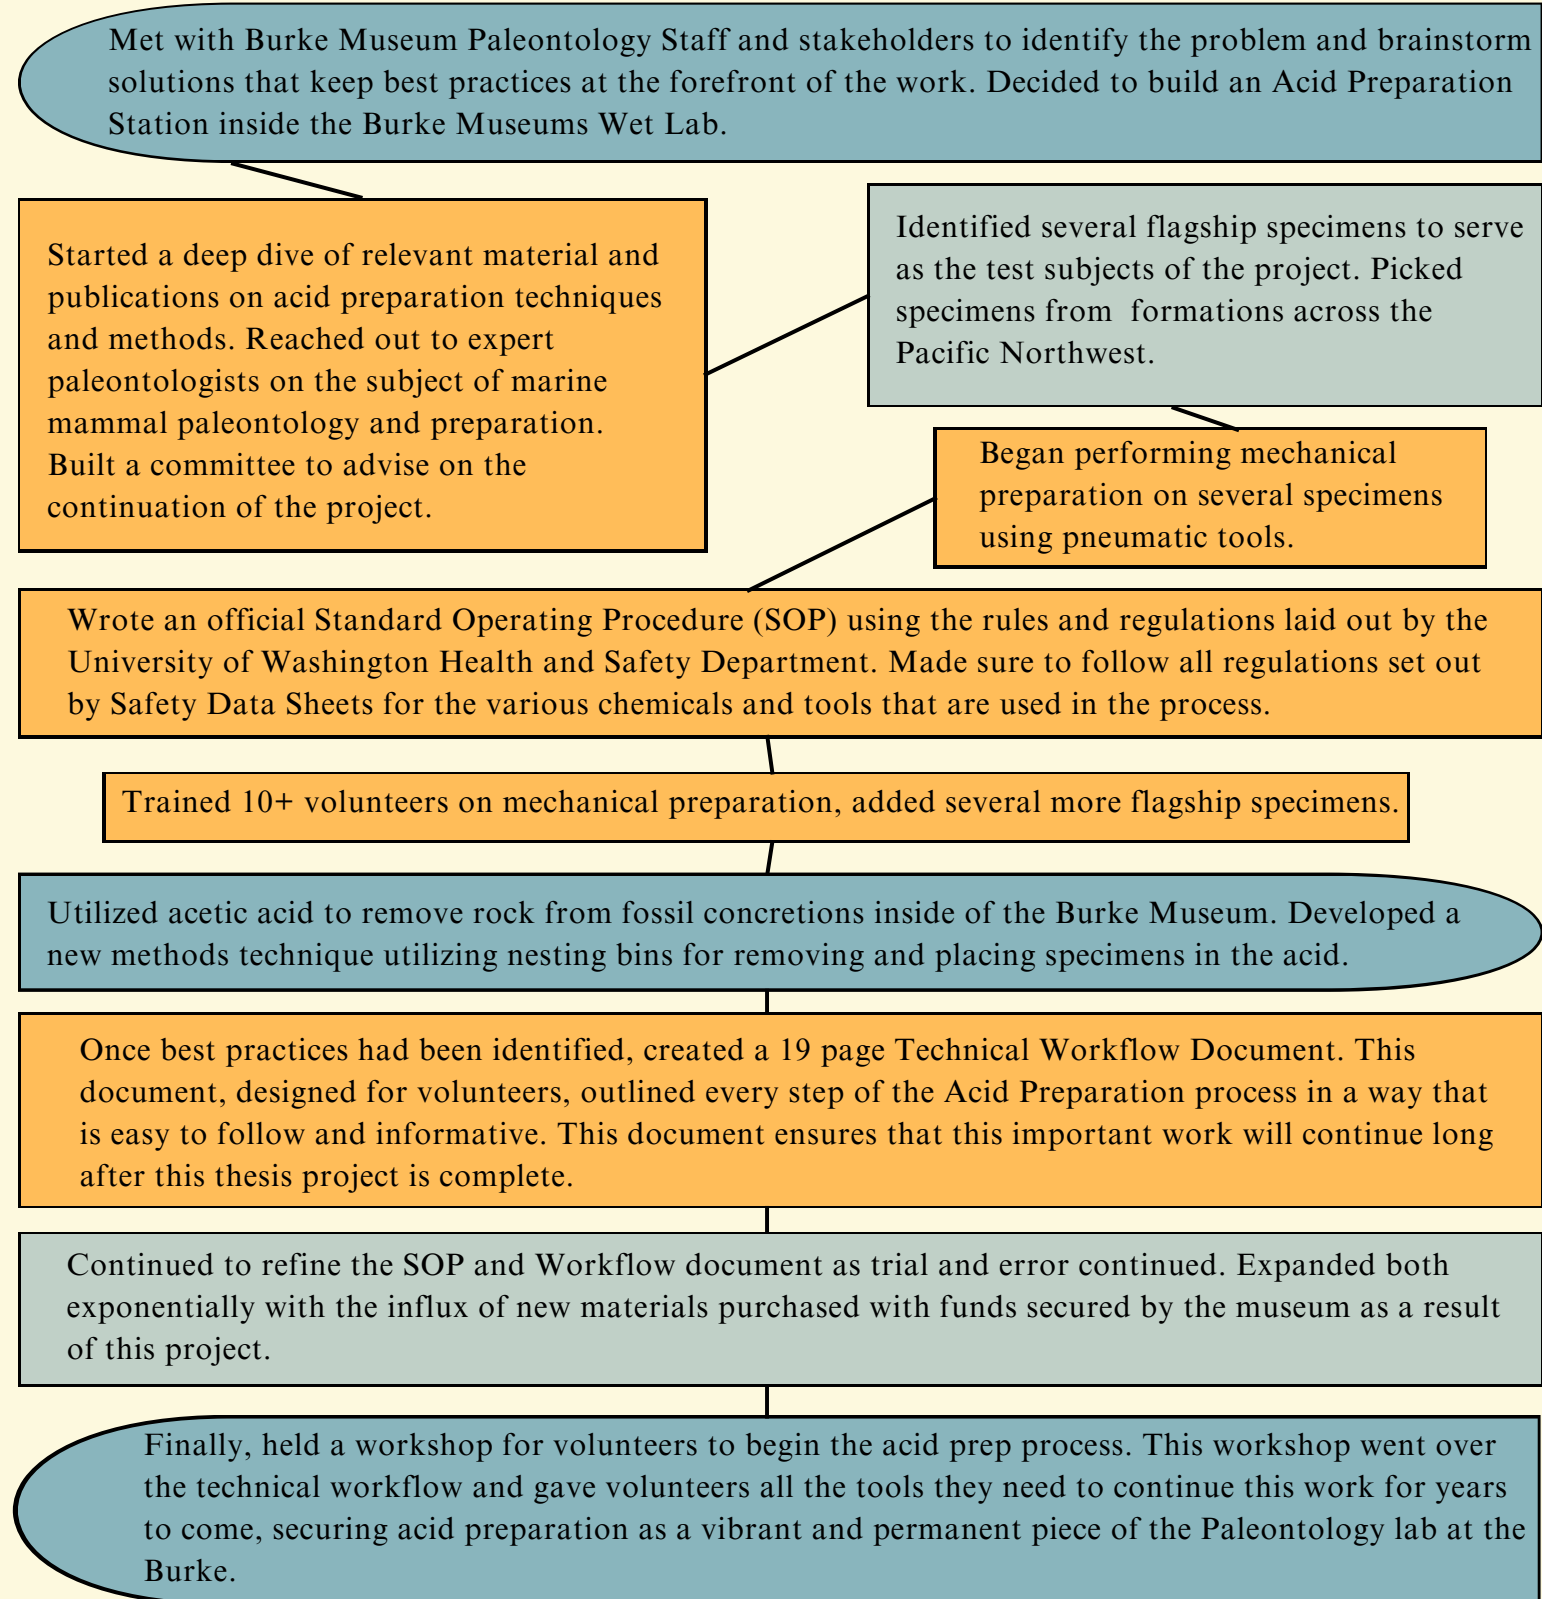 Met with Burke Museum Paleontology Staff and stakeholders to identify the problem and brainstorm
solutions that keep best practices at the forefront of the work. Decided to build an Acid Preparation
Station inside the Burke Museums Wet Lab.
Started a deep dive of relevant material and
publications on acid preparation techniques
and methods. Reached out to expert
paleontologists on the subject of marine
mammal paleontology and preparation.
Built a committee to advise on the
continuation of the project.
Identified several flagship specimens to serve
as the test subjects of the project. Picked
specimens from  formations across the
Pacific Northwest.
Began performing mechanical
preparation on several specimens
using pneumatic tools.
Wrote an official Standard Operating Procedure (SOP) using the rules and regulations laid out by the
University of Washington Health and Safety Department. Made sure to follow all regulations set out
by Safety Data Sheets for the various chemicals and tools that are used in the process.
Trained 10+ volunteers on mechanical preparation, added several more flagship specimens.
Utilized acetic acid to remove rock from fossil concretions inside of the Burke Museum. Developed a
new methods technique utilizing nesting bins for removing and placing specimens in the acid.
Once best practices had been identified, created a 19 page Technical Workflow Document. This
document, designed for volunteers, outlined every step of the Acid Preparation process in a way that
is easy to follow and informative. This document ensures that this important work will continue long
after this thesis project is complete.
Continued to refine the SOP and Workflow document as trial and error continued. Expanded both
exponentially with the influx of new materials purchased with funds secured by the museum as a result
of this project.
Finally, held a workshop for volunteers to begin the acid prep process. This workshop went over
the technical workflow and gave volunteers all the tools they need to continue this work for years
to come, securing acid preparation as a vibrant and permanent piece of the Paleontology lab at the
Burke.